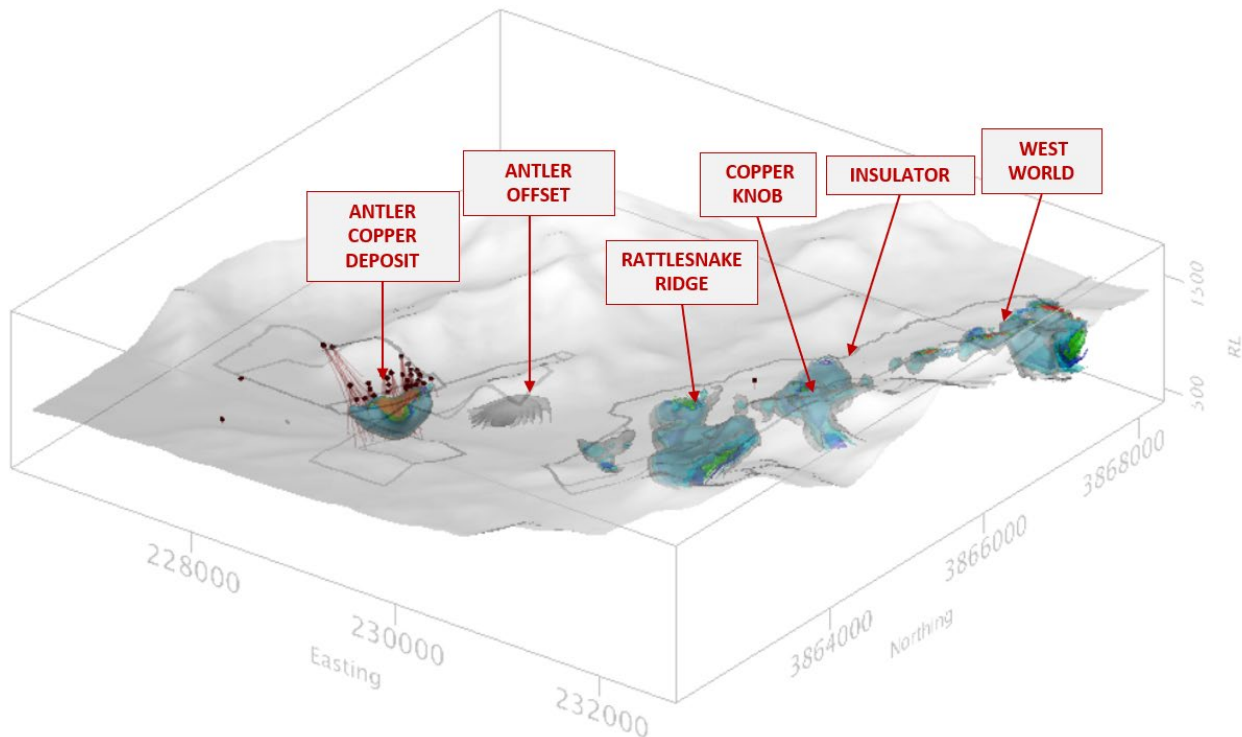 ANTLER
COPPER
DEPOSIT
ANTLER
OFFSET
RATTLESNAKE
RIDGE
COPPER
KNOB
INSULATOR
WEST
WORLD
1500
RL
500
3868000
3866000
Northing
3864000
228000
230000
Easting
232000